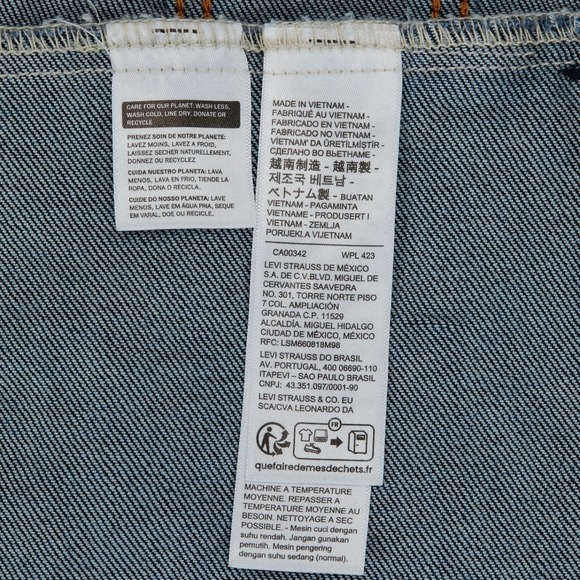 CARE FOR OUR PLANET: WASH LESS,
WASH COLD, LINE DRY, DONATE OR
RECYCLE
PRENEZ SOIN DE NOTRE PLANETE:
LAVEZ MOINS, LAVEZ A FROID,
LAISSEZ SECHER NATURELLEMENT,
DONNEZ OU RECYCLEZ
CUIDA NUESTRO PLANETA: LAVA
MENOS, LAVA EN FRIO, TIENDE LA
ROPA, DONA O RECICLA.
CUIDE DO NOSSO PLANETA: LAVE
MENOS, LAVE EM ÁGUA FRIA, SEQUE
EM VARAL, DOE OU RECICLE.
MADE IN VIETNAM -
FABRIQUÉ AU VIETNAM -
FABRICADO EN VIETNAM -
FABRICADO NO VIETNAM -
VIETNAM' DA ÜRETİLMİŞTİR -
СДЕЛАНО ВО ВЬЕТНАМЕ -
越南制造 - 越南製 -
제조국 베트남 -
ベトナム製 - BUATAN
VIETNAM - PAGAMINTA
VIETNAME - PRODUSERT I
VIETNAM - ZEMLJA
PORIJEKLA VIJETNAM
CA00342 WPL 423
LEVI STRAUSS DE MÉXICO
S.A. DE C.V.BLVD. MIGUEL DE
CERVANTES SAAVEDRA
NO. 301, TORRE NORTE PISO
7 COL. AMPLIACIÓN
GRANADA C.P. 11529
ALCALDÍA. MIGUEL HIDALGO
CIUDAD DE MÉXICO, MÉXICO
RFC: LSM660818M98
LEVI STRAUSS DO BRASIL
AV. PORTUGAL, 400 06690-110
ITAPEVI – SAO PAULO BRASIL
CNPJ: 43.351.097/0001-90
LEVI STRAUSS & CO. EU
SCA/CVA LEONARDO DA
FR
quefairedemesdechets.fr
MACHINE A TEMPERATURE
MOYENNE. REPASSER A
TEMPERATURE MOYENNE AU
BESOIN. NETTOYAGE A SEC
POSSIBLE. - Mesin cuci dengan
suhu rendah. Jangan gunakan
pemutih. Mesin pengering
dengan suhu sedang (normal).